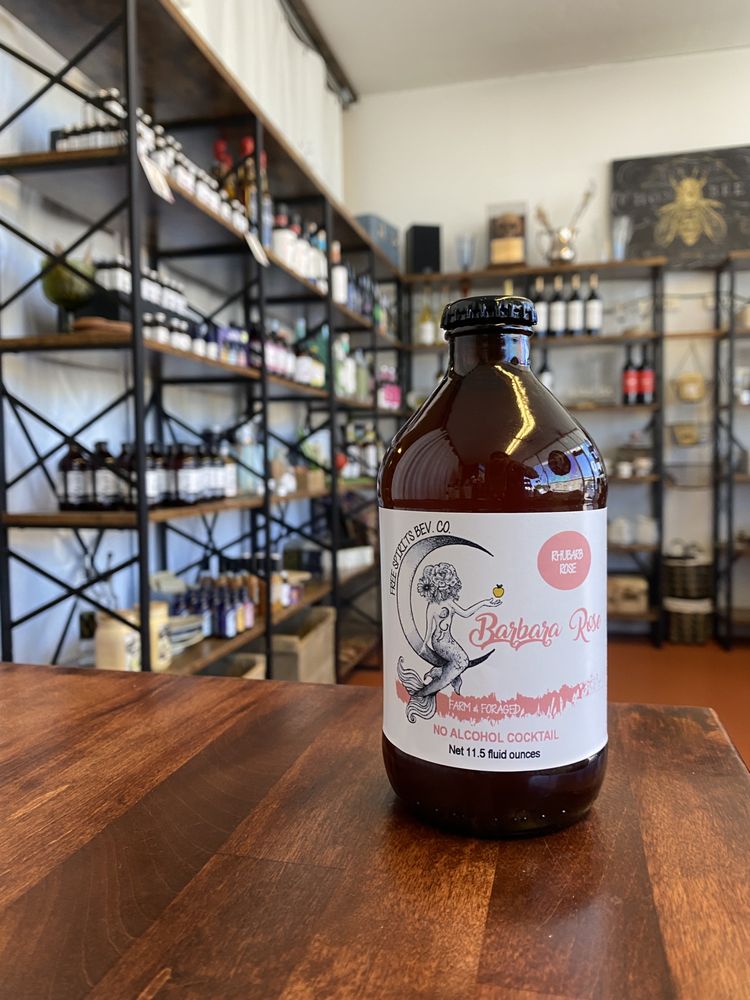 FREE SPIRITS BEV. CO.
RHUBARB
ROSE
Barbara Rose
FARM & FORAGED
NO ALCOHOL COCKTAIL
Net 11.5 fluid ounces